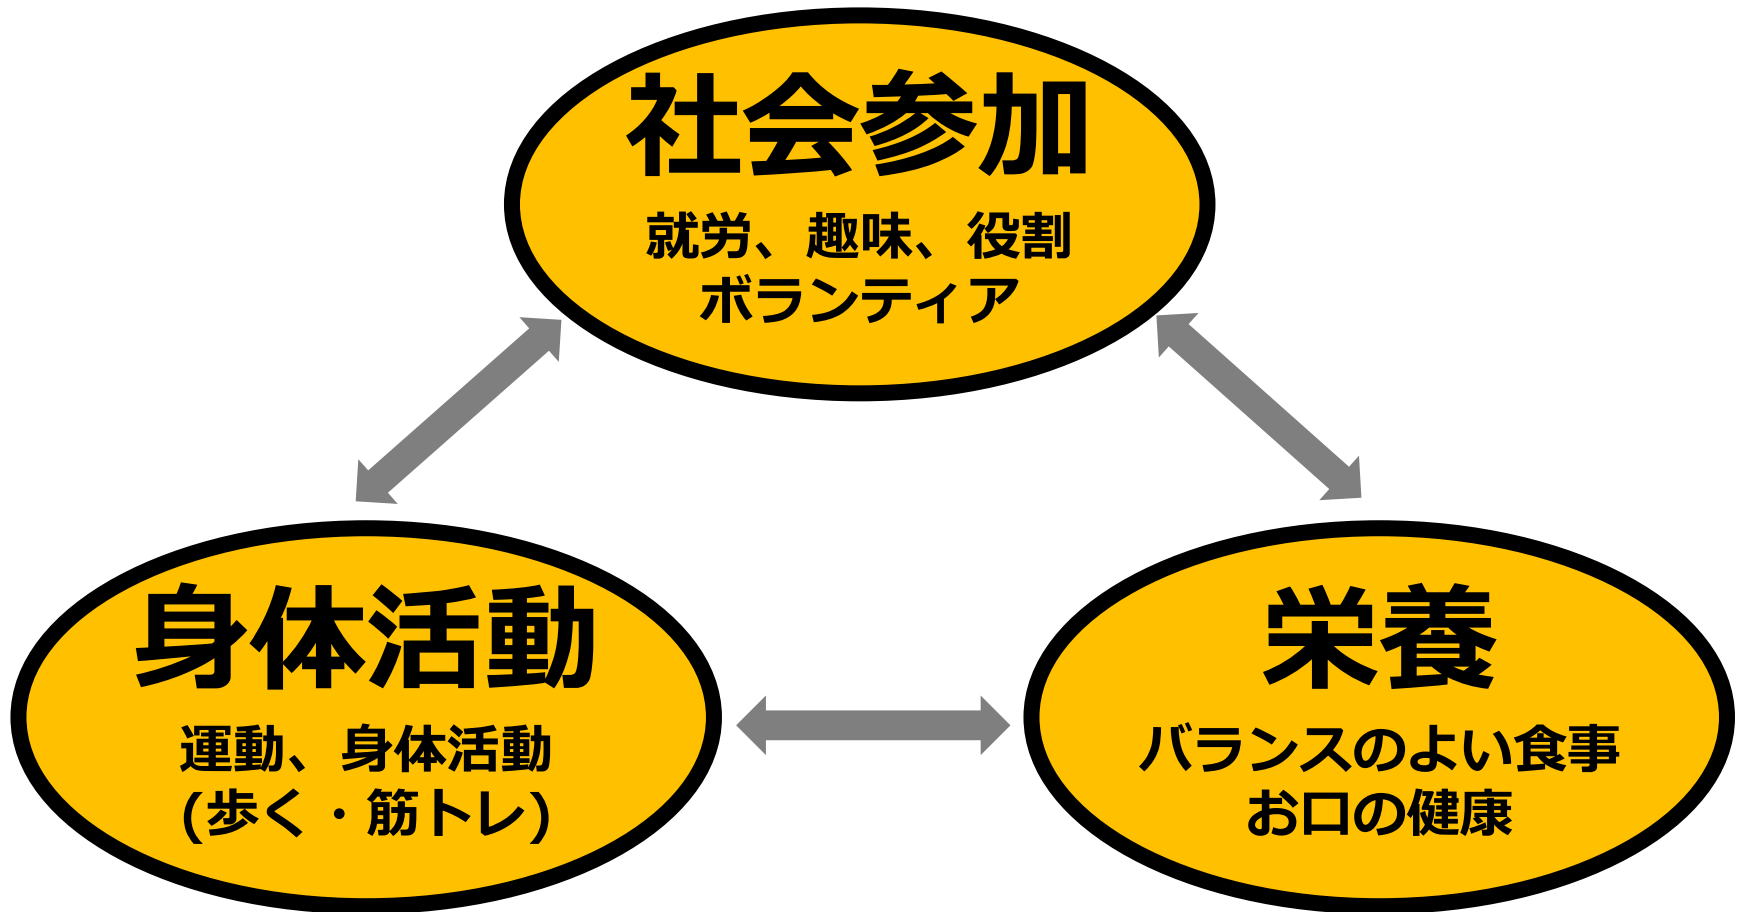 社会参加
就労、趣味、役割
ボランティア
身体活動
運動、身体活動
(歩く・筋トレ)
栄養
バランスのよい食事
お口の健康